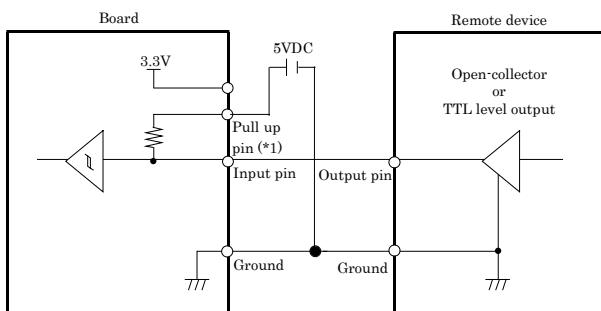 Board
Remote device
5VDC
3.3V
Open-collector
or
TTL level output
Pull up
pin (*1)
Input pin
Output pin
Ground
Ground